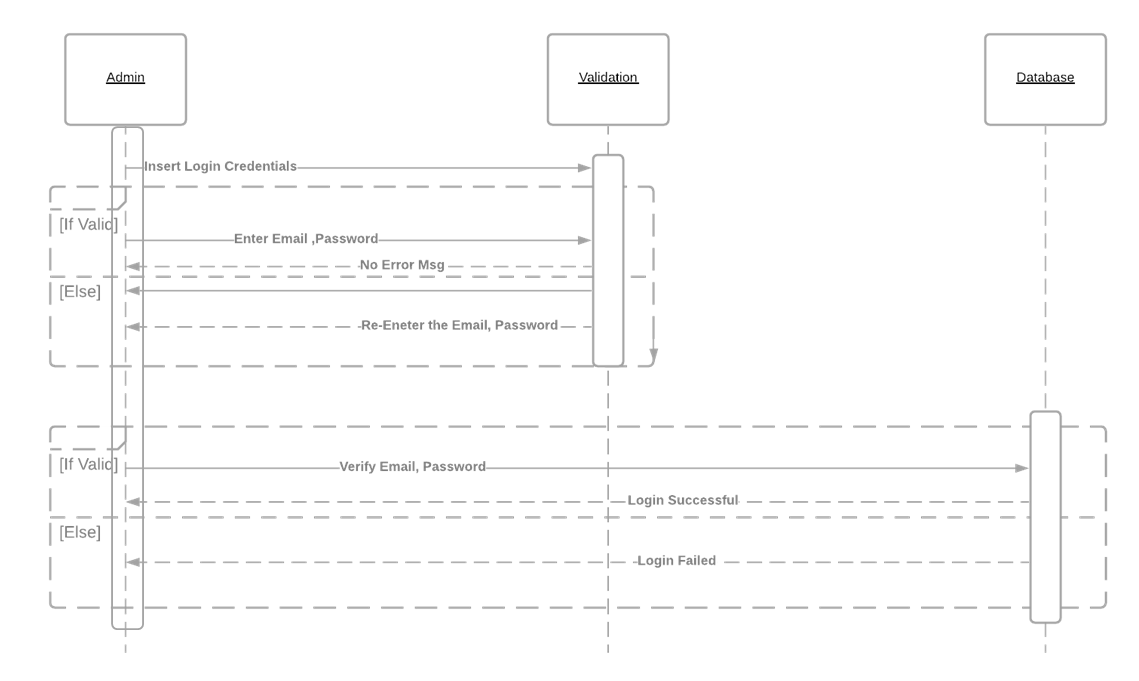 Admin
Validation
Database
Insert Login Credentials
[If Valid]
Enter Email ,Password
No Error Msg
[Else]
Re-Eneter the Email, Password
[If Valid]
Verify Email, Password
Login Successful
[Else]
Login Failed